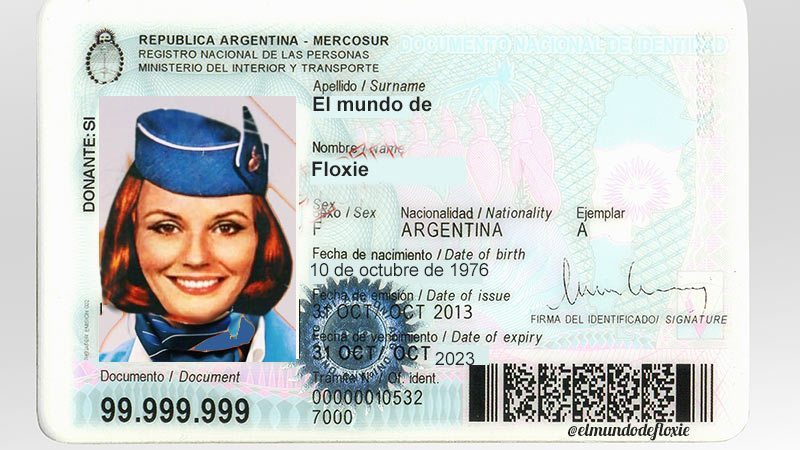 REPUBLICA ARGENTINA - MERCOSUR
REGISTRO NACIONAL DE LAS PERSONAS
MINISTERIO DEL INTERIOR Y TRANSPORTE
DOCUMENTO NACIONAL DE IDENTIDAD
Apellido / Surname
El mundo de
Nombre / Name
Floxie
DONANTE: SI
Sex
Sexo / Sex
F
Nacionalidad / Nationality
ARGENTINA
Ejemplar
A
Fecha de nacimiento / Date of birth
10 de octubre de 1976
Fecha de emisión / Date of issue
31 OCT/ OCT 2013
Fecha de vencimiento / Date of expiry
31 OCT/ OCT 2023
FIRMA DEL IDENTIFICADO/ SIGNATURE
Documento / Document
99.999.999
Trámite Nº / Of. ident.
00000010532
7000
@elmundodefloxie